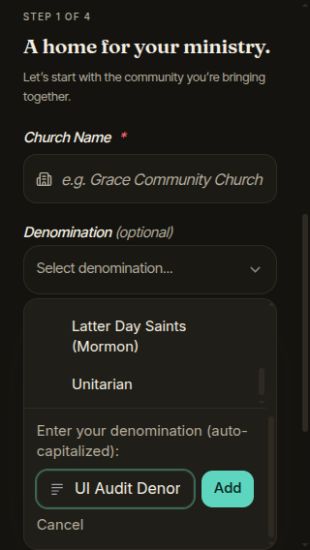 STEP 1 OF 4
A home for your ministry.
Let's start with the community you're bringing
together.
Church Name *
e.g. Grace Community Church
Denomination (optional)
Select denomination...
Latter Day Saints
(Mormon)
Unitarian
Enter your denomination (auto-
capitalized):
UI Audit Denor
Add
Cancel